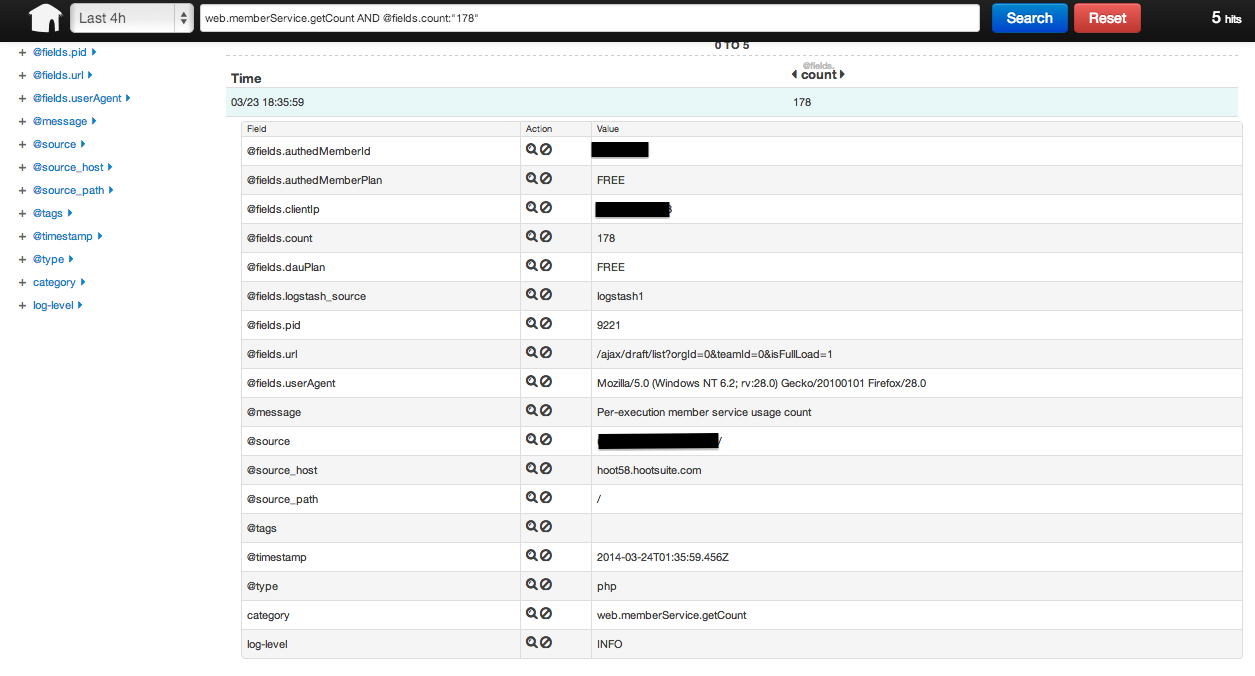 Last 4h web.memberService.getCount AND @fields.count:"178" Search Reset 5 hits
0 TO 5
+ @fields.pid
+ @fields.url
+ @fields.userAgent
+ @message
+ @source
+ @source_host
+ @source_path
+ @tags
+ @timestamp
+ @type
+ category
+ log-level
@fields.
Time count
03/23 18:35:59 178
Field Action Value
@fields.authedMemberId
@fields.authedMemberPlan FREE
@fields.clientIp
@fields.count 178
@fields.dauPlan FREE
@fields.logstash_source logstash1
@fields.pid 9221
@fields.url /ajax/draft/list?orgId=0&teamId=0&isFullLoad=1
@fields.userAgent Mozilla/5.0 (Windows NT 6.2; rv:28.0) Gecko/20100101 Firefox/28.0
@message Per-execution member service usage count
@source /
@source_host hoot58.hootsuite.com
@source_path /
@tags
@timestamp 2014-03-24T01:35:59.456Z
@type php
category web.memberService.getCount
log-level INFO